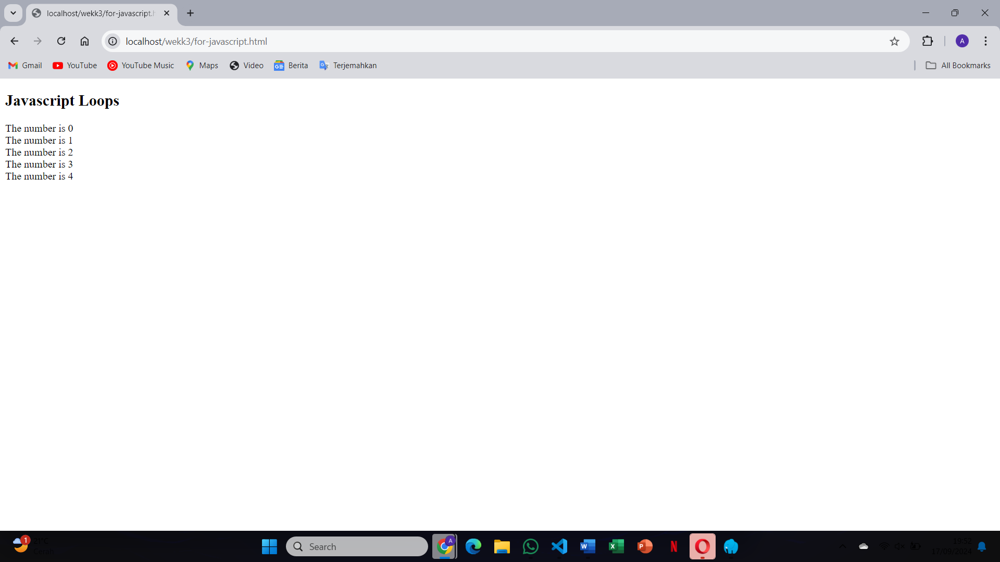 localhost/wekk3/for-javascript.h
localhost/wekk3/for-javascript.html
A
Gmail
YouTube
YouTube Music
Maps
Video
Berita
Terjemahkan
All Bookmarks
Javascript Loops
The number is 0
The number is 1
The number is 2
The number is 3
The number is 4
1
21°C
Cerah
Search
A
19:52
17/09/2024